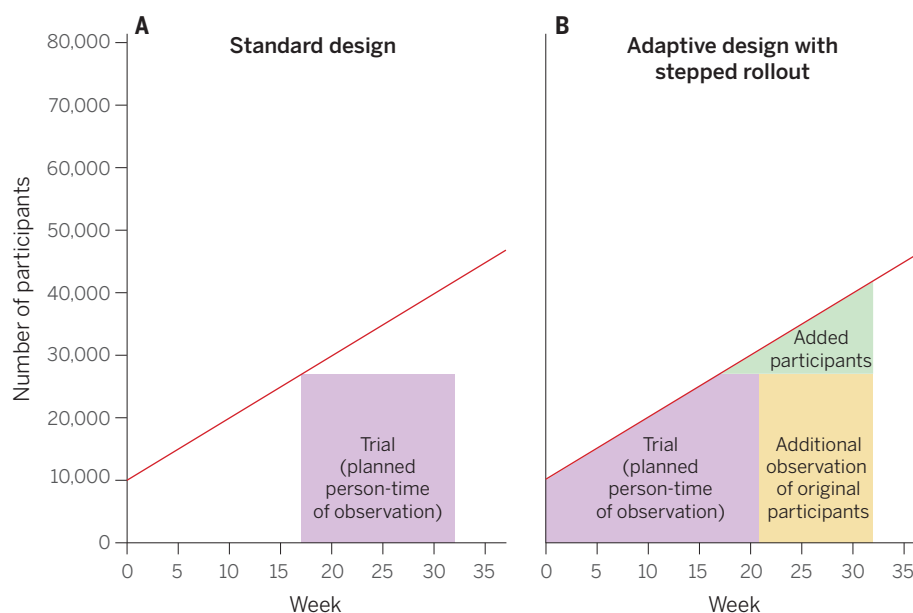 A
Standard design
80,000
70,000
60,000
50,000
40,000
30,000
20,000
10,000
0
Number of participants
Trial
(planned
person-time
of observation)
0 5 10 15 20 25 30 35
Week
B
Adaptive design with
stepped rollout
Added
participants
Trial
(planned
person-time
of observation)
Additional
observation
of original
participants
0 5 10 15 20 25 30 35
Week